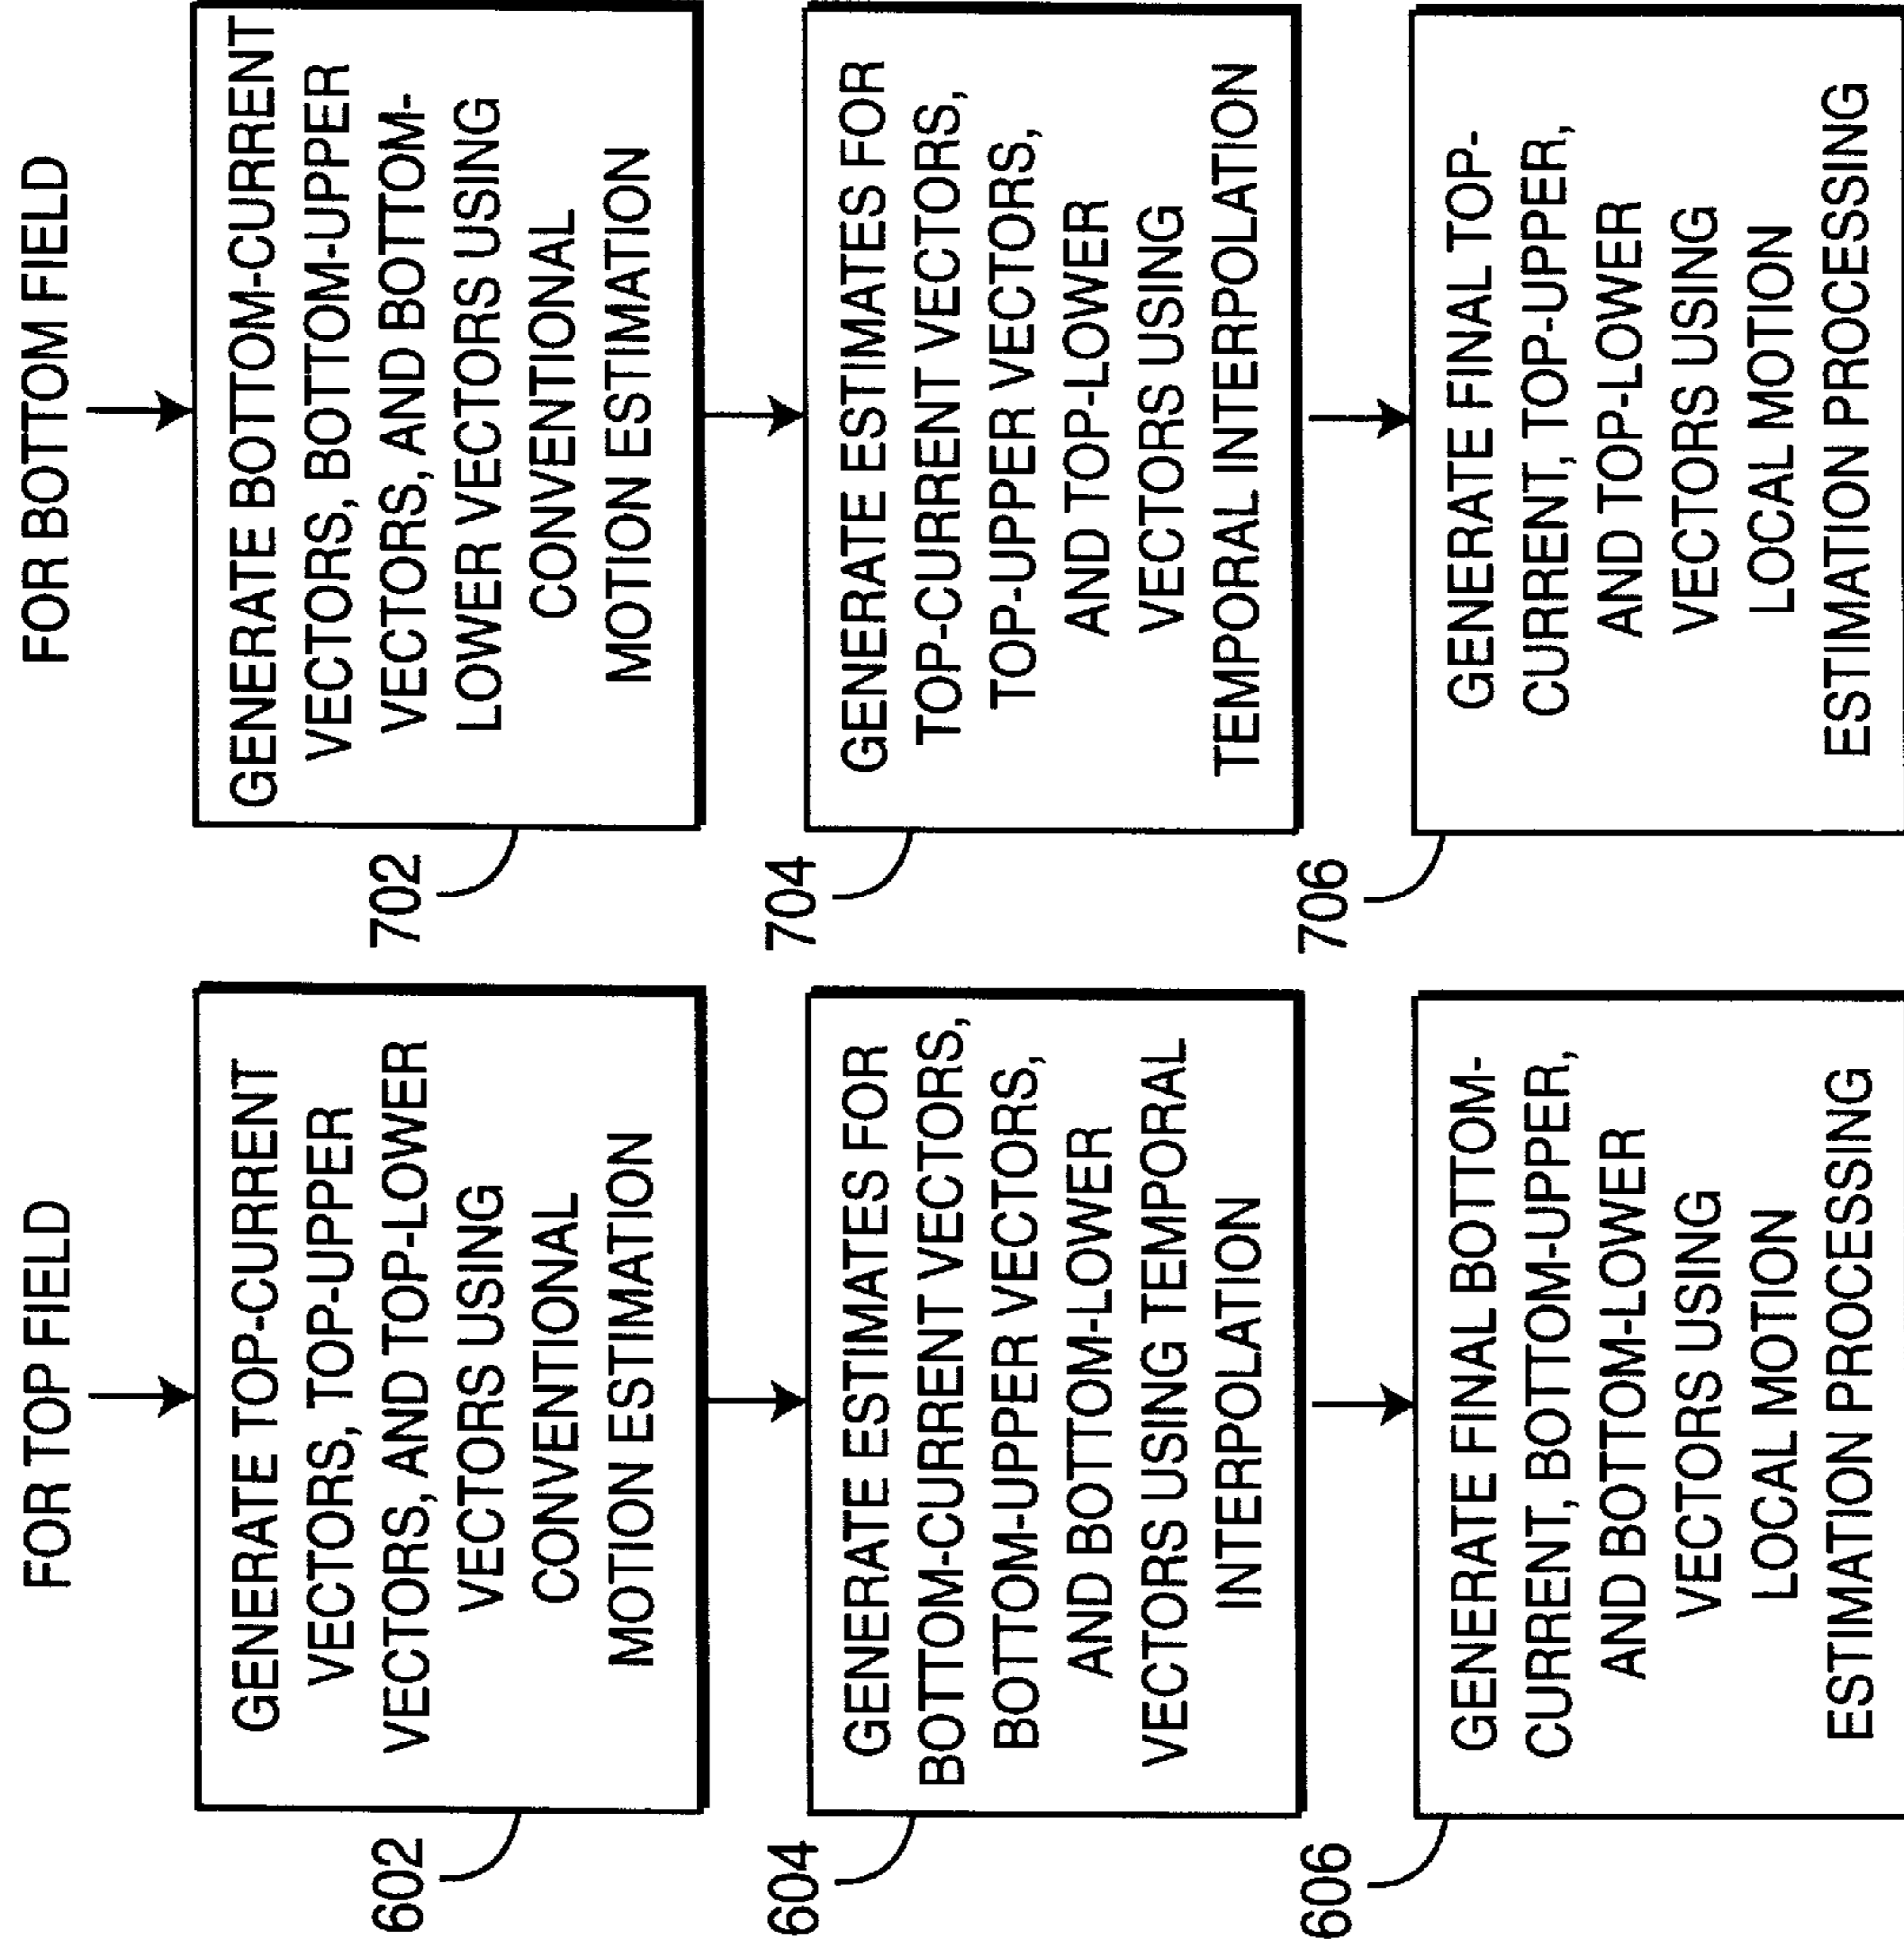 FOR TOP FIELD
602
GENERATE TOP-CURRENT
VECTORS, TOP-UPPER
VECTORS, AND TOP-LOWER
VECTORS USING
CONVENTIONAL
MOTION ESTIMATION
604
GENERATE ESTIMATES FOR
BOTTOM-CURRENT VECTORS,
BOTTOM-UPPER VECTORS,
AND BOTTOM-LOWER
VECTORS USING TEMPORAL
INTERPOLATION
606
GENERATE FINAL BOTTOM-
CURRENT, BOTTOM-UPPER,
AND BOTTOM-LOWER
VECTORS USING
LOCAL MOTION
ESTIMATION PROCESSING
FOR BOTTOM FIELD
702
GENERATE BOTTOM-CURRENT
VECTORS, BOTTOM-UPPER
VECTORS, AND BOTTOM-
LOWER VECTORS USING
CONVENTIONAL
MOTION ESTIMATION
704
GENERATE ESTIMATES FOR
TOP-CURRENT VECTORS,
TOP-UPPER VECTORS,
AND TOP-LOWER
VECTORS USING
TEMPORAL INTERPOLATION
706
GENERATE FINAL TOP-
CURRENT, TOP-UPPER,
AND TOP-LOWER
VECTORS USING
LOCAL MOTION
ESTIMATION PROCESSING